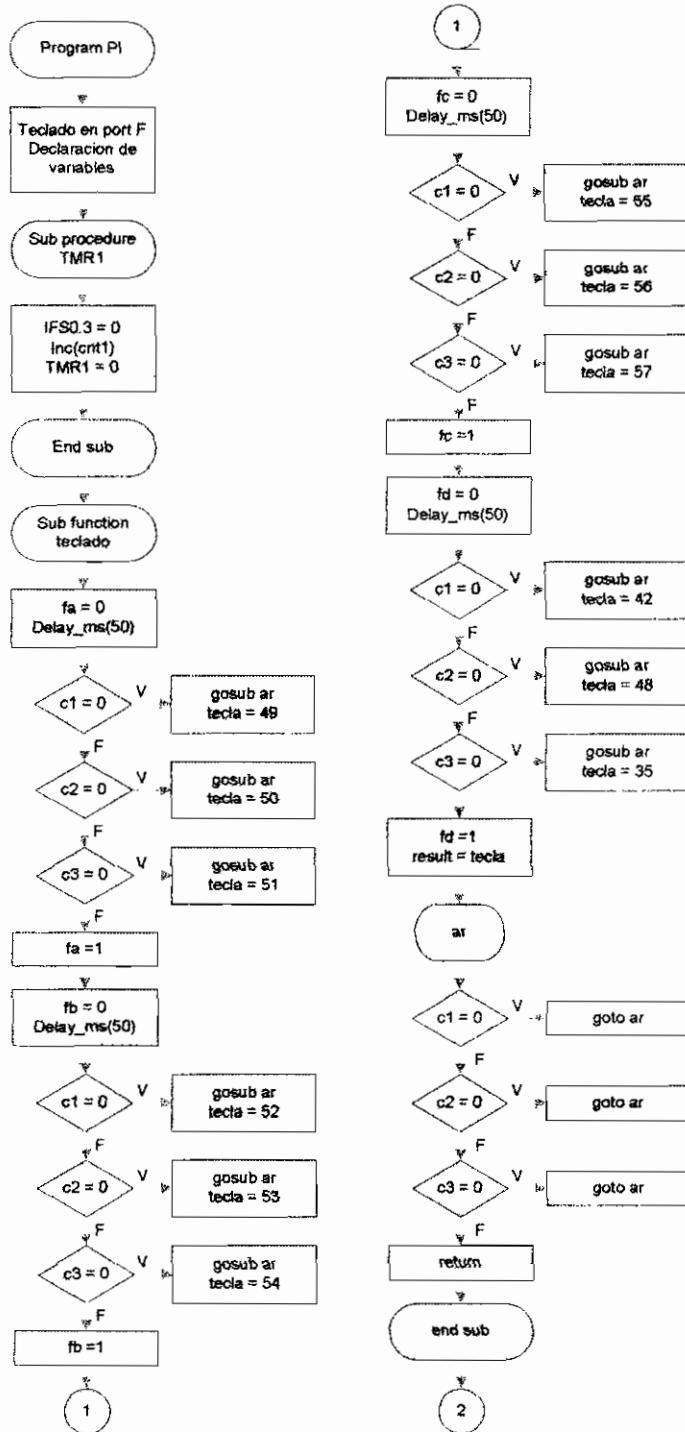 Program PI
Teclado en port F
Declaracion de
variables
Sub procedure
TMR1
IFS0.3 = 0
Inc(cnt1)
TMR1 = 0
End sub
Sub function
teclado
fa = 0
Delay_ms(50)
c1 = 0
V
gosub ar
tecla = 49
F
c2 = 0
V
gosub ar
tecla = 50
F
c3 = 0
V
gosub ar
tecla = 51
F
fa =1
fb = 0
Delay_ms(50)
c1 = 0
V
gosub ar
tecla = 52
F
c2 = 0
V
gosub ar
tecla = 53
F
c3 = 0
V
gosub ar
tecla = 54
F
fb =1
1
1
fc = 0
Delay_ms(50)
c1 = 0
V
gosub ar
tecla = 55
F
c2 = 0
V
gosub ar
tecla = 56
F
c3 = 0
V
gosub ar
tecla = 57
F
fc =1
fd = 0
Delay_ms(50)
c1 = 0
V
gosub ar
tecla = 42
F
c2 = 0
V
gosub ar
tecla = 48
F
c3 = 0
V
gosub ar
tecla = 35
F
fd =1
result = tecla
ar
c1 = 0
V
goto ar
F
c2 = 0
V
goto ar
F
c3 = 0
V
goto ar
F
return
end sub
2